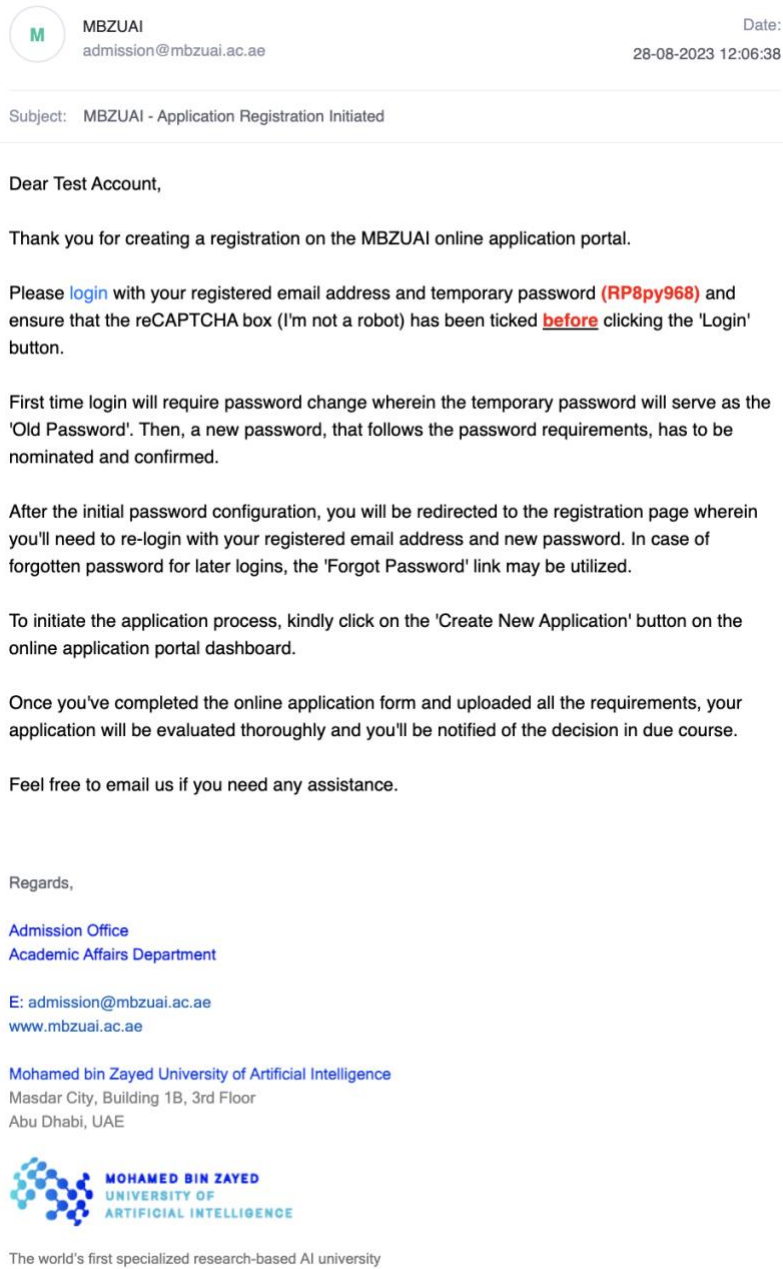 M
MBZUAI
Date:
admission@mbzuai.ac.ae
28-08-2023 12:06:38
Subject: MBZUAI - Application Registration Initiated
Dear Test Account,
Thank you for creating a registration on the MBZUAI online application portal.
Please login with your registered email address and temporary password (RP8py968) and
ensure that the reCAPTCHA box (I'm not a robot) has been ticked before clicking the 'Login'
button.
First time login will require password change wherein the temporary password will serve as the
'Old Password'. Then, a new password, that follows the password requirements, has to be
nominated and confirmed.
After the initial password configuration, you will be redirected to the registration page wherein
you'll need to re-login with your registered email address and new password. In case of
forgotten password for later logins, the 'Forgot Password' link may be utilized.
To initiate the application process, kindly click on the 'Create New Application' button on the
online application portal dashboard.
Once you've completed the online application form and uploaded all the requirements, your
application will be evaluated thoroughly and you'll be notified of the decision in due course.
Feel free to email us if you need any assistance.
Regards,
Admission Office
Academic Affairs Department
E: admission@mbzuai.ac.ae
www.mbzuai.ac.ae
Mohamed bin Zayed University of Artificial Intelligence
Masdar City, Building 1B, 3rd Floor
Abu Dhabi, UAE
MOHAMED BIN ZAYED
UNIVERSITY OF
ARTIFICIAL INTELLIGENCE
The world's first specialized research-based AI university